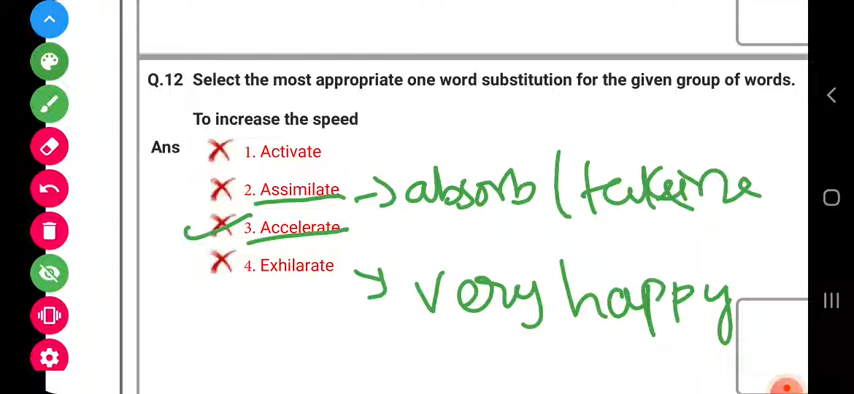 Q.12 Select the most appropriate one word substitution for the given group of words.
To increase the speed
Ans 1. Activate
2. Assimilate → absorb / take in
3. Accelerate
4. Exhilarate → very happy